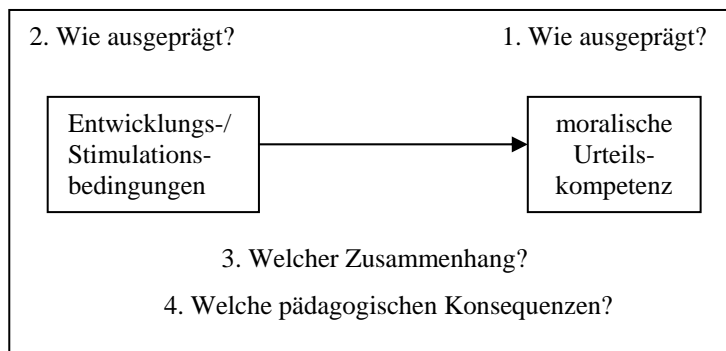 2. Wie ausgeprägt?
1. Wie ausgeprägt?
Entwicklungs-/
Stimulations-
bedingungen
moralische
Urteils-
kompetenz
3. Welcher Zusammenhang?
4. Welche pädagogischen Konsequenzen?